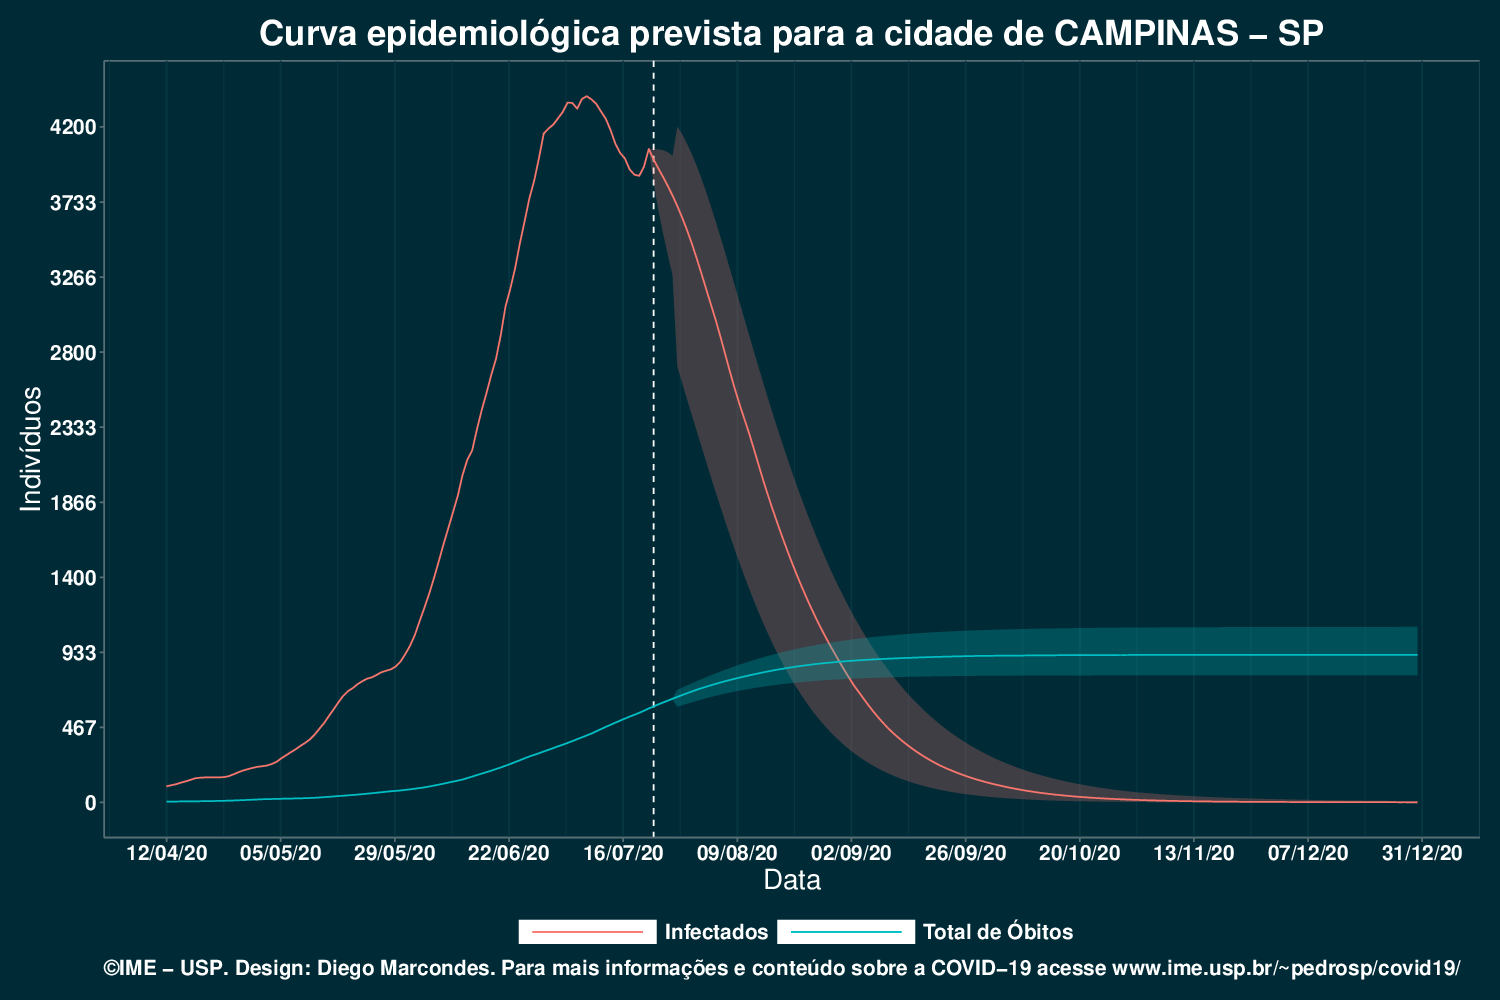 Curva epidemiológica prevista para a cidade de CAMPINAS – SP
Indivíduos
4200
3733
3266
2800
2333
1866
1400
933
467
0
12/04/20 05/05/20 29/05/20 22/06/20 16/07/20 09/08/20 02/09/20 26/09/20 20/10/20 13/11/20 07/12/20 31/12/20
Data
Infectados Total de Óbitos
©IME – USP. Design: Diego Marcondes. Para mais informações e conteúdo sobre a COVID–19 acesse www.ime.usp.br/~pedrosp/covid19/